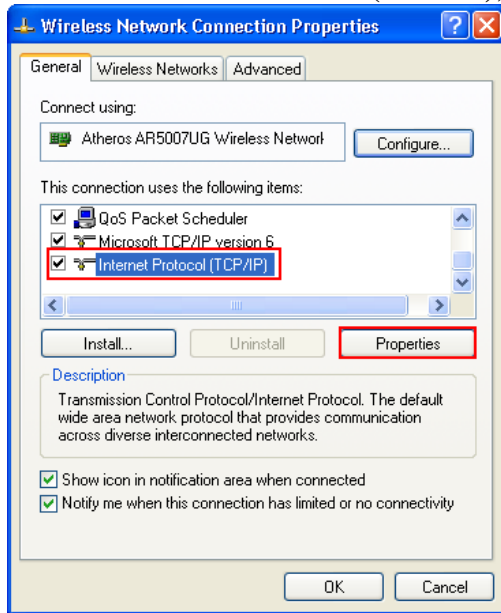 Wireless Network Connection Properties
General Wireless Networks Advanced
Connect using:
Atheros AR5007UG Wireless Network Configure...
This connection uses the following items:
QoS Packet Scheduler
Microsoft TCP/IP version 6
Internet Protocol (TCP/IP)
Install... Uninstall Properties
Description
Transmission Control Protocol/Internet Protocol. The default
wide area network protocol that provides communication
across diverse interconnected networks.
Show icon in notification area when connected
Notify me when this connection has limited or no connectivity
OK Cancel